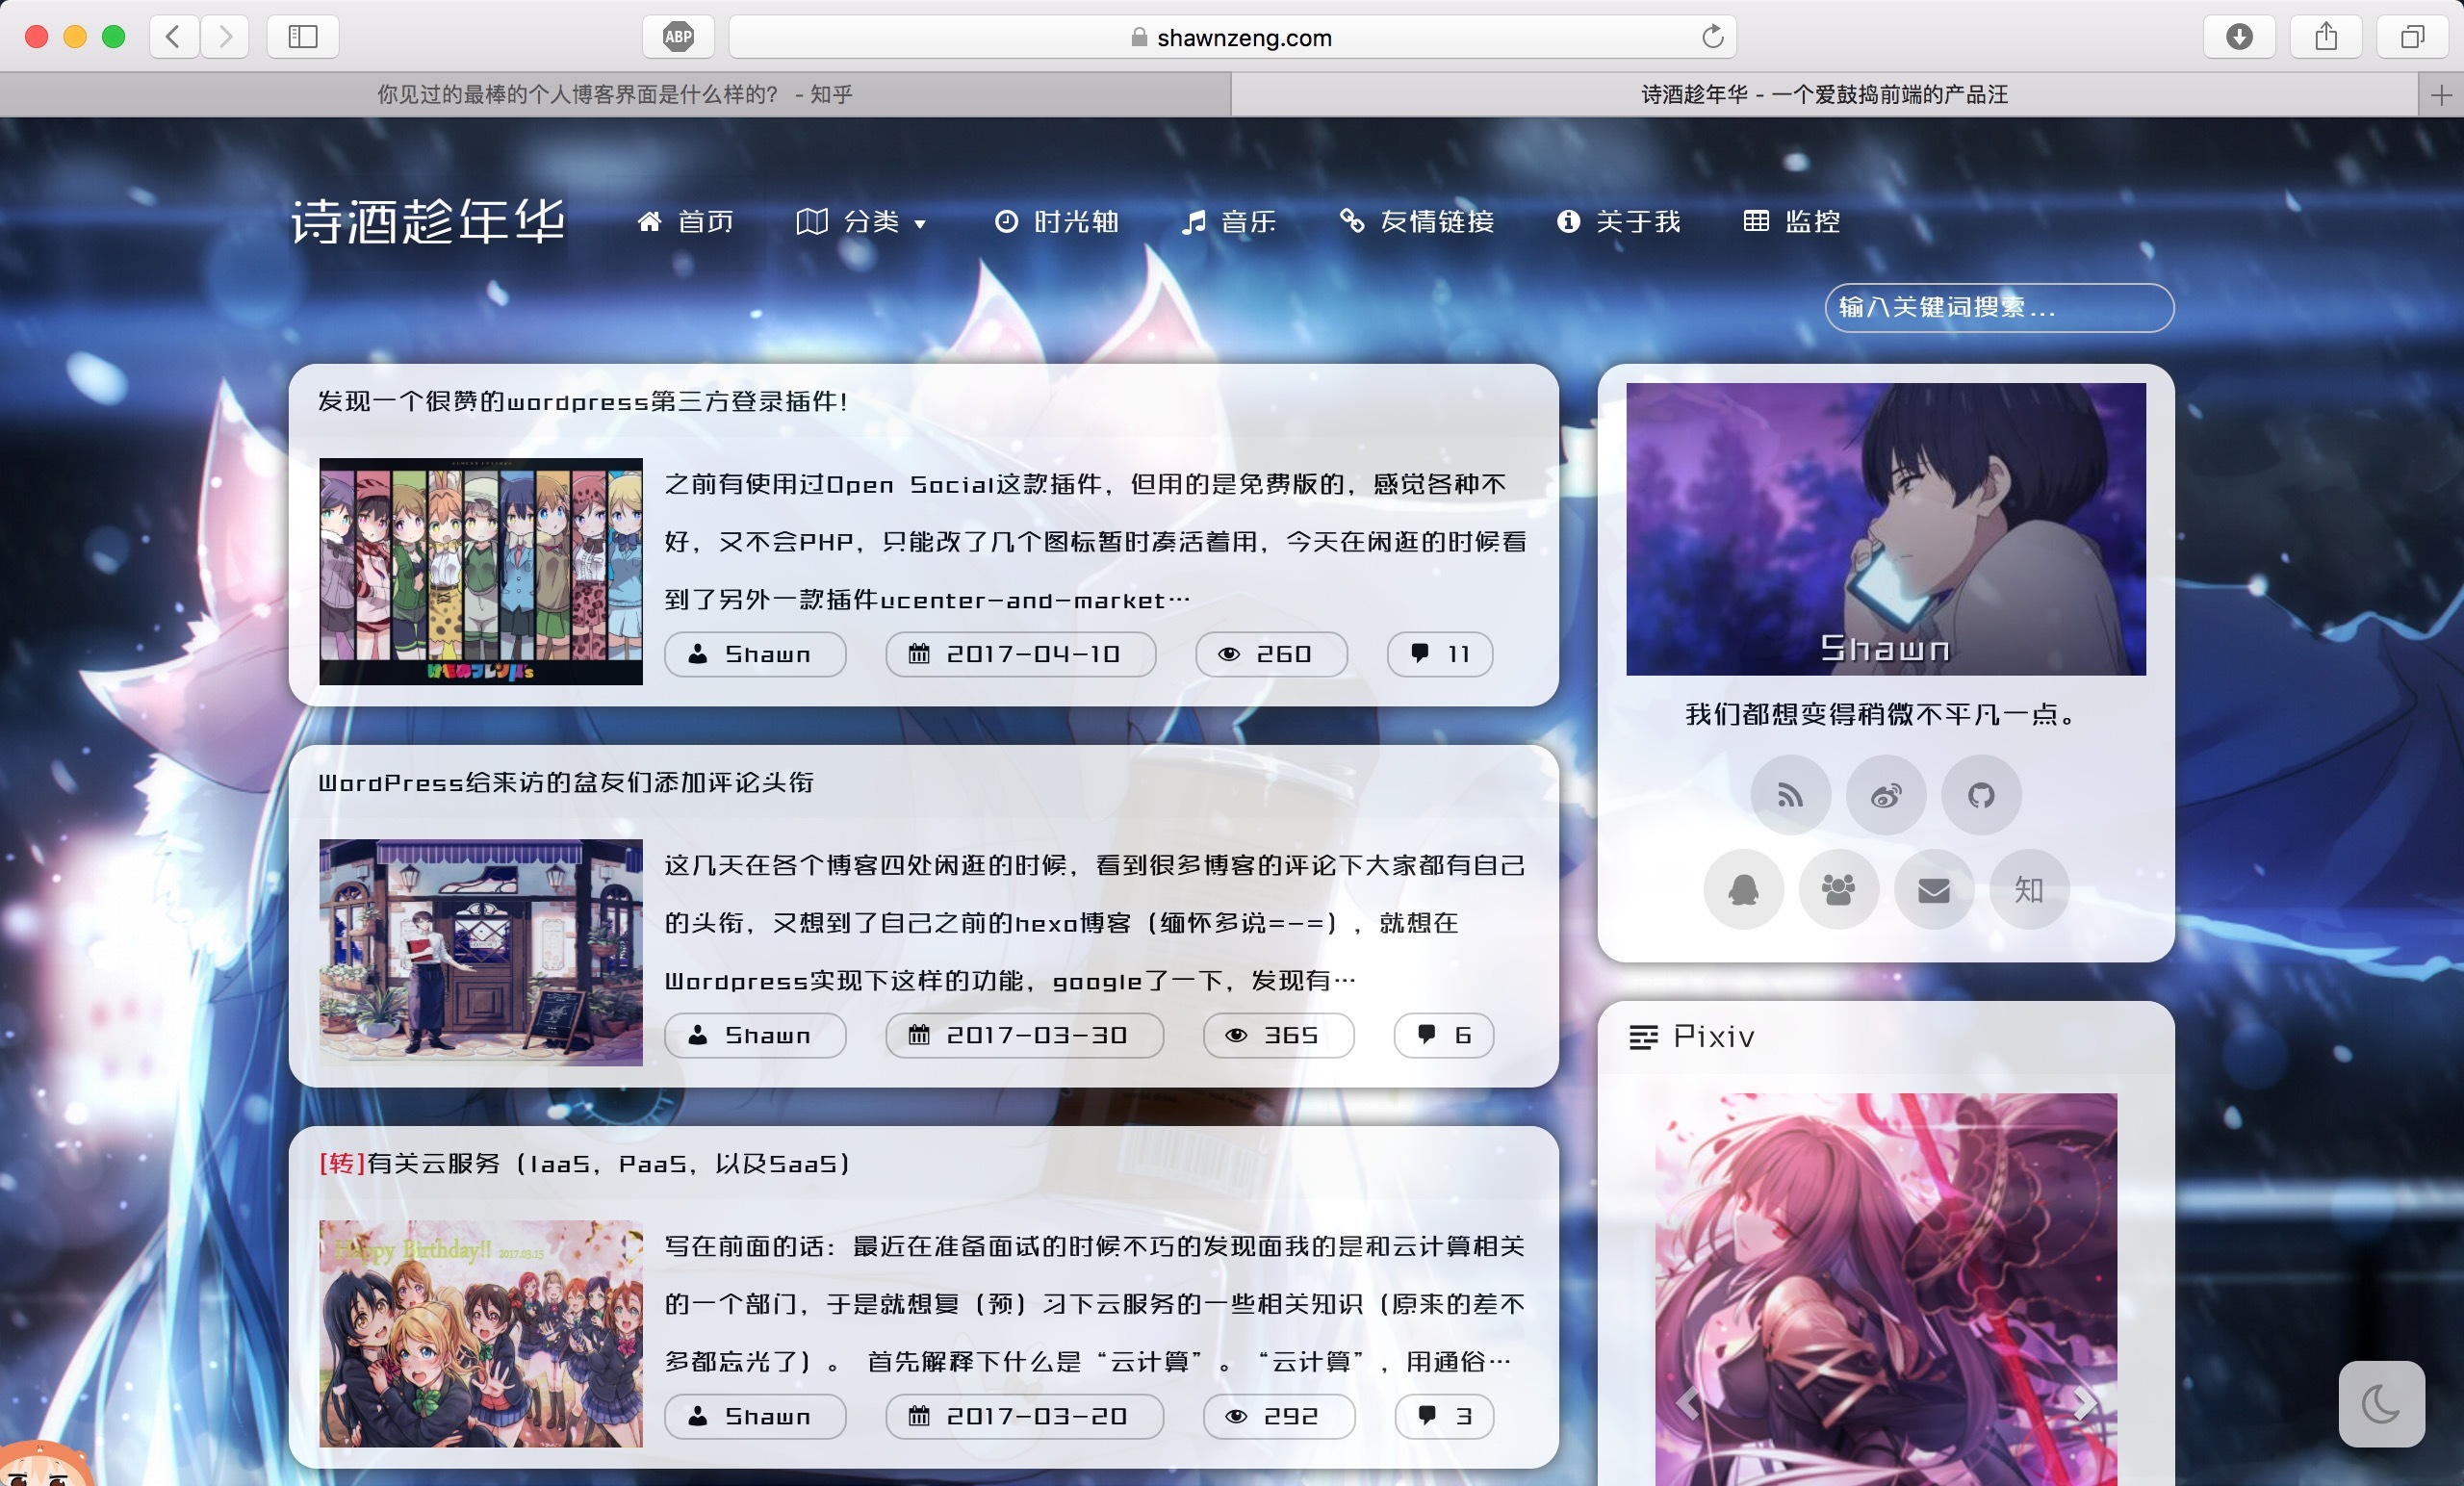 ABP
shawnzeng.com
你见过的最棒的个人博客界面是什么样的？ - 知乎
诗酒趁年华 - 一个爱鼓捣前端的产品汪
诗酒趁年华
首页
分类
时光轴
音乐
友情链接
关于我
监控
输入关键词搜索...
发现一个很赞的wordpress第三方登录插件!
之前有使用过Open Social这款插件，但用的是免费版的，感觉各种不
好，又不会PHP，只能改了几个图标暂时凑活着用，今天在闲逛的时候看
到了另外一款插件ucenter-and-market…
けものフレンズ
Shawn
2017-04-10
260
11
WordPress给来访的盆友们添加评论头衔
这几天在各个博客四处闲逛的时候，看到很多博客的评论下大家都有自己
的头衔，又想到了自己之前的hexo博客（缅怀多说=-=），就想在
Wordpress实现下这样的功能，google了一下，发现有…
Shawn
2017-03-30
365
6
[转]有关云服务（IaaS，PaaS，以及SaaS）
Happy Birthday!! 2017.03.15
写在前面的话：最近在准备面试的时候不巧的发现面我的是和云计算相关
的一个部门，于是就想复（预）习下云服务的一些相关知识（原来的差不
多都忘光了）。 首先解释下什么是“云计算”。“云计算”，用通俗…
Shawn
2017-03-20
292
3
Shawn
我们都想变得稍微不平凡一点。
知
Pixiv